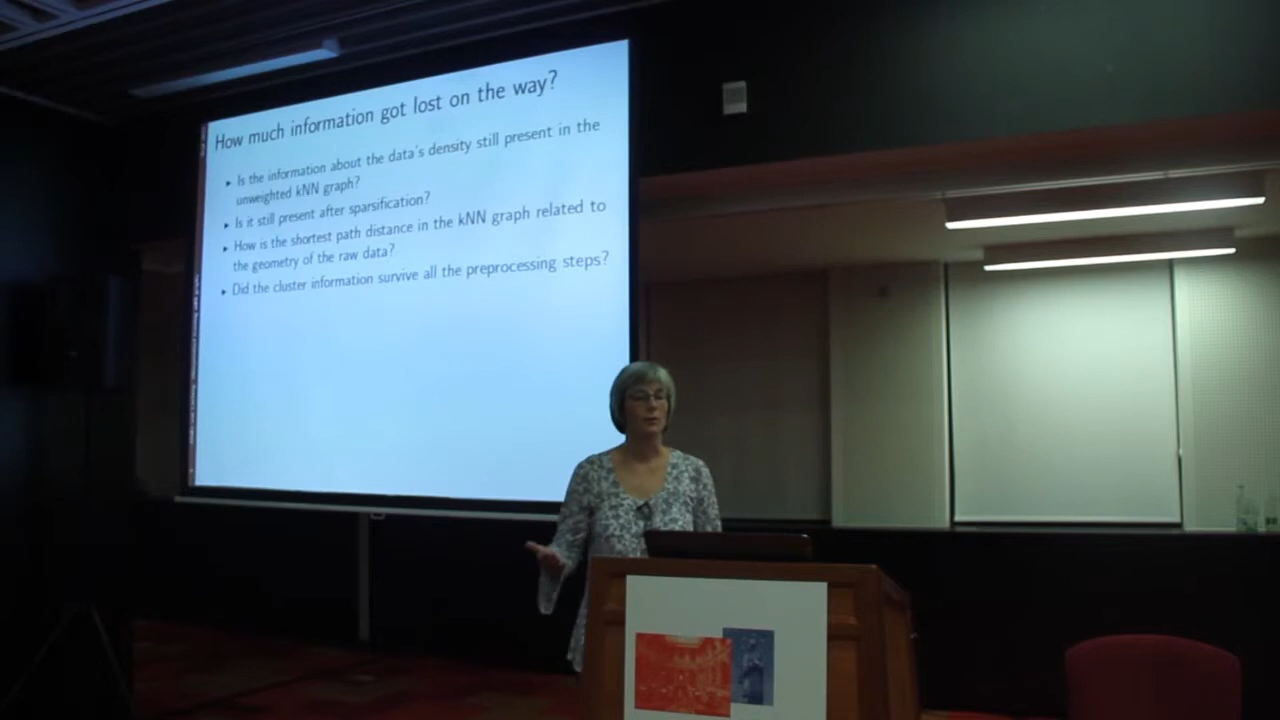 How much information got lost on the way?
▸ Is the information about the data's density still present in the
unweighted kNN graph?
▸ Is it still present after sparsification?
▸ How is the shortest path distance in the kNN graph related to
the geometry of the raw data?
▸ Did the cluster information survive all the preprocessing steps?